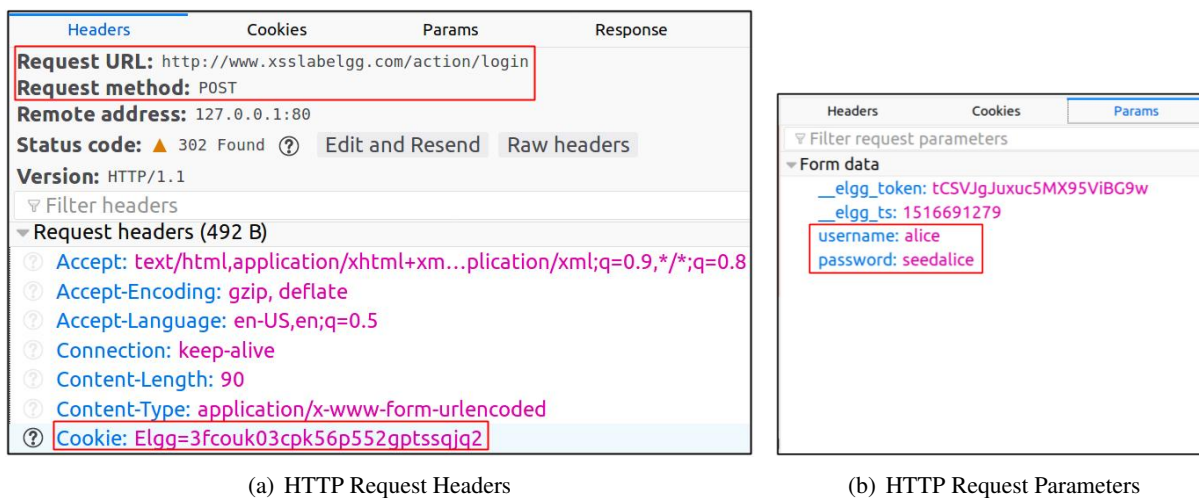 Headers Cookies Params Response
Request URL: http://www.xsslabelgg.com/action/login
Request method: POST
Remote address: 127.0.0.1:80
Status code: 302 Found ? Edit and Resend Raw headers
Version: HTTP/1.1
Filter headers
Request headers (492 B)
? Accept: text/html,application/xhtml+xm…plication/xml;q=0.9,*/*;q=0.8
? Accept-Encoding: gzip, deflate
? Accept-Language: en-US,en;q=0.5
? Connection: keep-alive
? Content-Length: 90
? Content-Type: application/x-www-form-urlencoded
? Cookie: Elgg=3fcouk03cpk56p552gptssqjq2
(a) HTTP Request Headers
Headers Cookies Params
Filter request parameters
Form data
__elgg_token: tCSVJgJuxuc5MX95ViBG9w
__elgg_ts: 1516691279
username: alice
password: seedalice
(b) HTTP Request Parameters